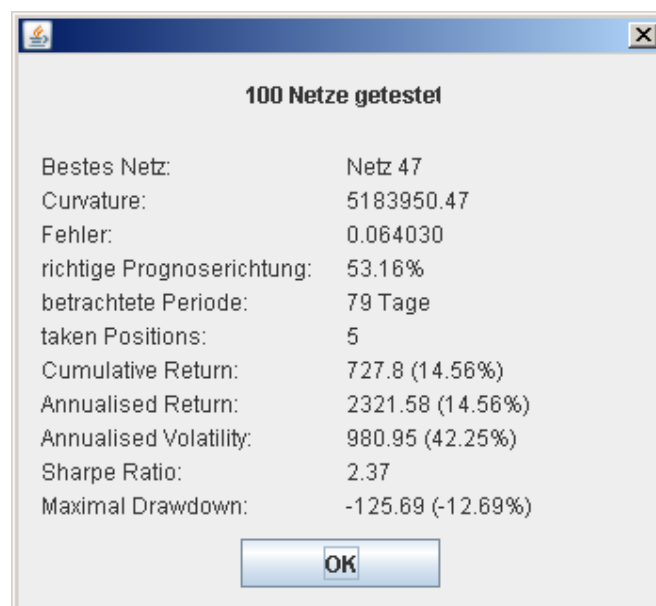 100 Netze getestet
Bestes Netz: Netz 47
Curvature: 5183950.47
Fehler: 0.064030
richtige Prognoserichtung: 53.16%
betrachtete Periode: 79 Tage
taken Positions: 5
Cumulative Return: 727.8 (14.56%)
Annualised Return: 2321.58 (14.56%)
Annualised Volatility: 980.95 (42.25%)
Sharpe Ratio: 2.37
Maximal Drawdown: -125.69 (-12.69%)
OK